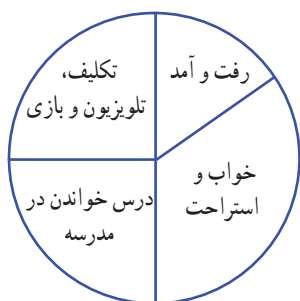 رفت و آمد
تکلیف،
تلویزیون و بازی
خواب و
استراحت
درس خواندن در
مدرسه